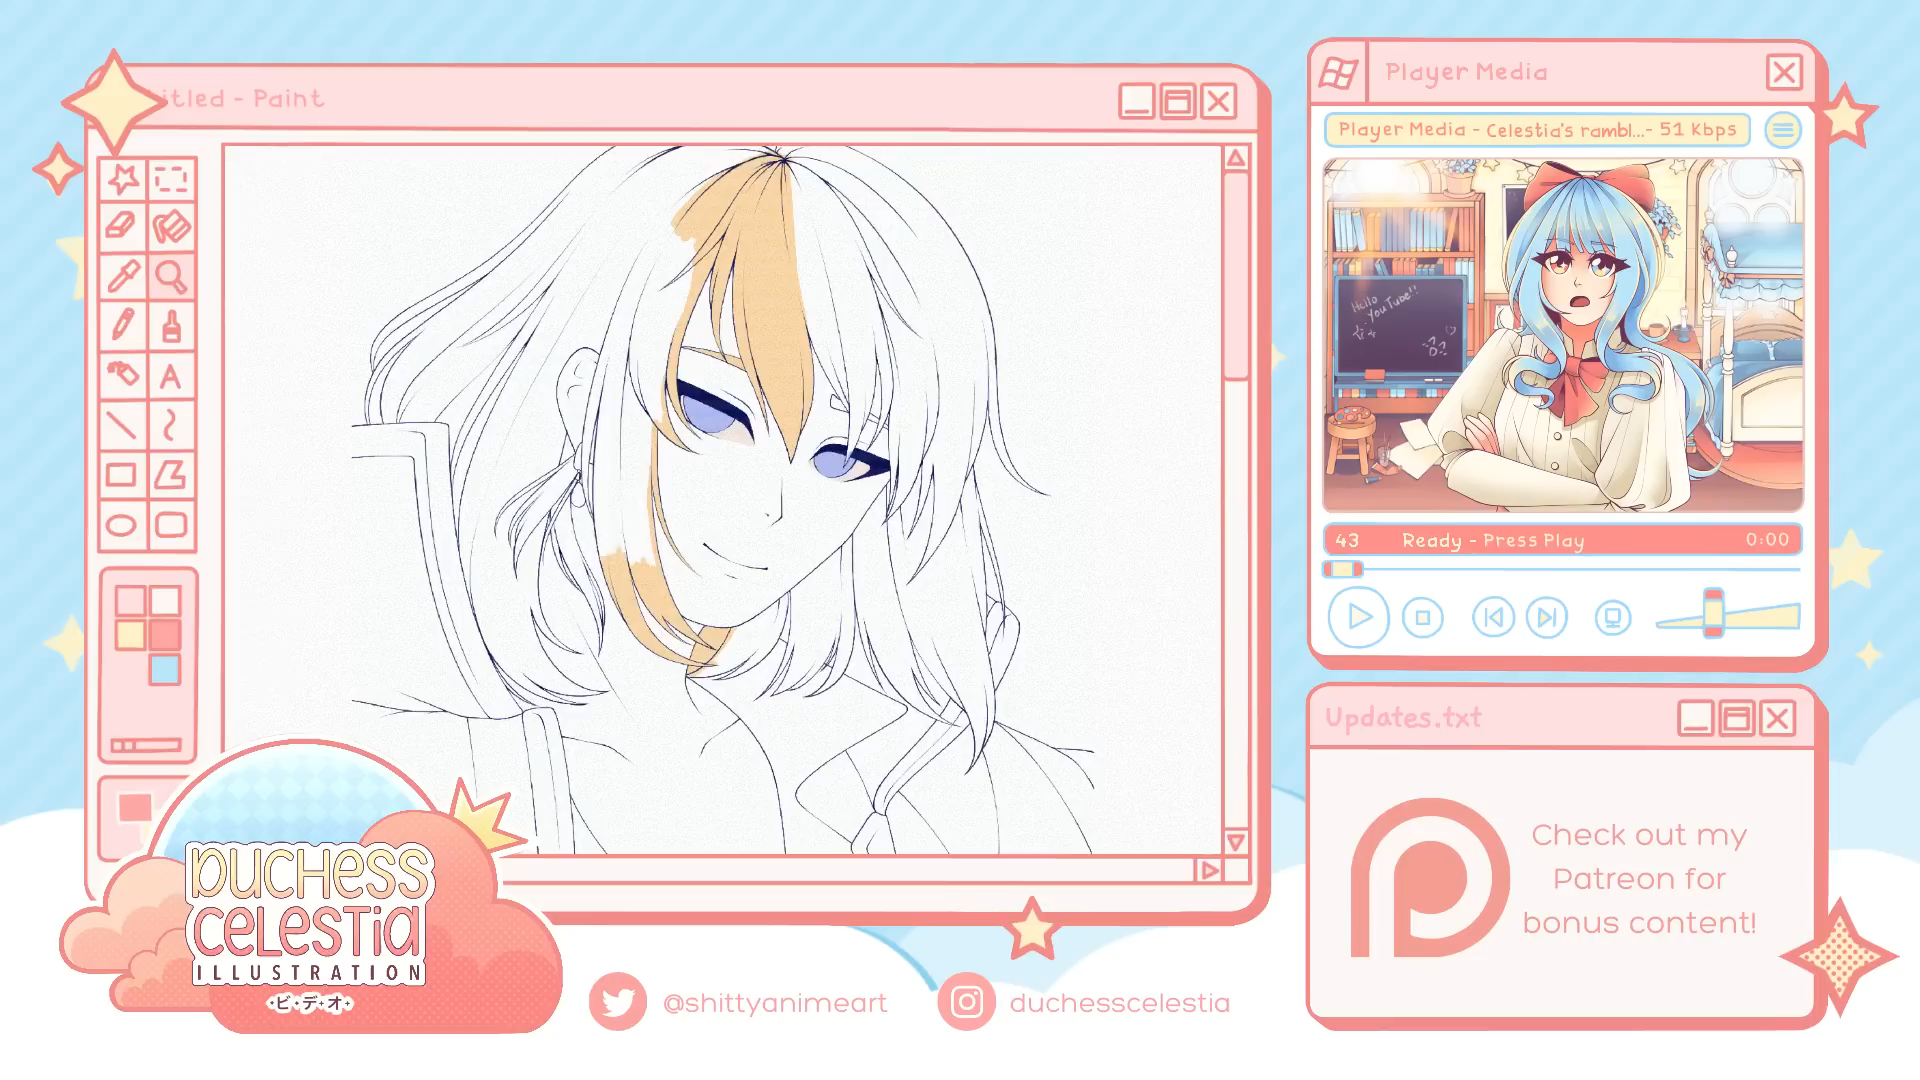 titled - Paint
A
Player Media
Player Media - Celestia's rambl...- 51 Kbps
Hello
YouTube!!
43 Ready - Press Play 0:00
Updates.txt
Check out my
Patreon for
bonus content!
DUCHESS
CELESTIA
ILLUSTRATION
・ビ・デ・オ・
@shittyanimeart
duchesscelestia